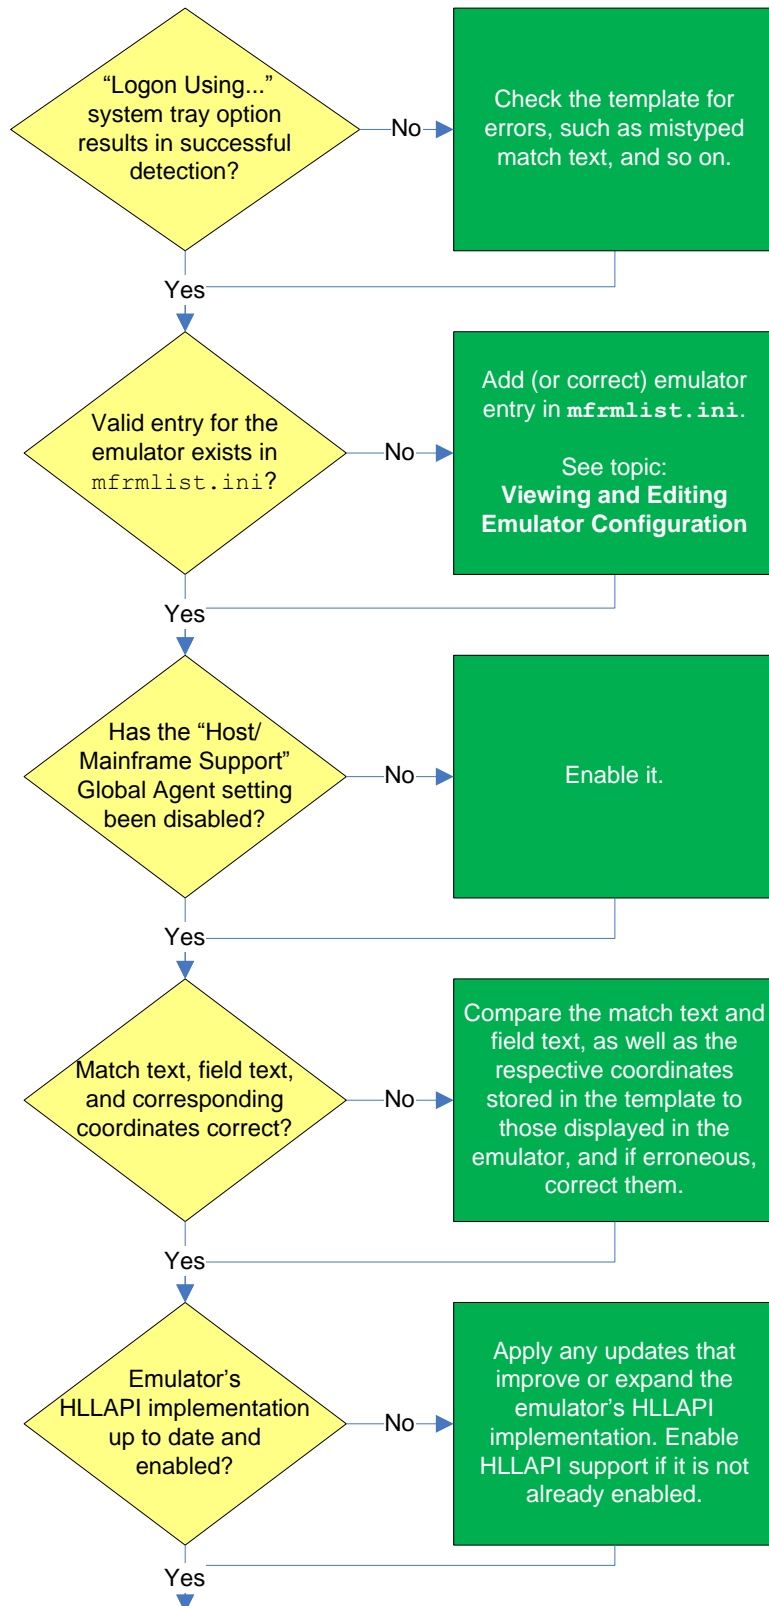 “Logon Using...”
system tray option
results in successful
detection?
No
Check the template for
errors, such as mistyped
match text, and so on.
Yes
Valid entry for the
emulator exists in
mfrmlist.ini?
No
Add (or correct) emulator
entry in mfrmlist.ini.
See topic:
Viewing and Editing
Emulator Configuration
Yes
Has the “Host/
Mainframe Support”
Global Agent setting
been disabled?
No
Enable it.
Yes
Match text, field text,
and corresponding
coordinates correct?
No
Compare the match text and
field text, as well as the
respective coordinates
stored in the template to
those displayed in the
emulator, and if erroneous,
correct them.
Yes
Emulator’s
HLLAPI implementation
up to date and
enabled?
No
Apply any updates that
improve or expand the
emulator’s HLLAPI
implementation. Enable
HLLAPI support if it is not
already enabled.
Yes